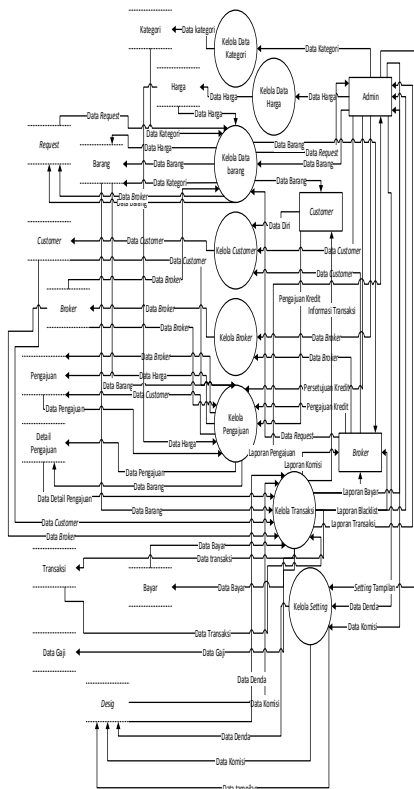 Kategori
Data kategori
Kelola Data
Kategori
Data Kategori
Harga
Data Harga
Kelola Data
Harga
Data Harga
Admin
Data Harga
Data Request
Data Kategori
Data Harga
Request
Barang
Data Barang
Kelola Data
barang
Data Barang
Data Request
Data Barang
Data Kategori
Data Barang
Data Broker
Customer
Data Diri
Customer
Data Customer
Kelola Customer
Data Customer
Data Customer
Data Customer
Data Broker
Pengajuan Kredit
Informasi Transaksi
Broker
Data Broker
Kelola Broker
Data Broker
Data Broker
Data Broker
Data Broker
Pengajuan
Data Harga
Data Barang
Data Customer
Persetujuan Kredit
Data Pengajuan
Kelola
Pengajuan
Pengajuan Kredit
Data Request
Detail
Pengajuan
Data Harga
Laporan Pengajuan
Broker
Data Pengajuan
Laporan Komisi
Data Barang
Data Detail Pengajuan
Kelola Transaksi
Laporan Bayar
Data Barang
Laporan Blacklist
Data Customer
Laporan Transaksi
Data Broker
Data Bayar
Transaksi
Data transaksi
Bayar
Data Bayar
Kelola Setting
Setting Tampilan
Data Denda
Data Komisi
Data Transaksi
Data Gaji
Data Gaji
Data Denda
Desig
Data Komisi
Data Denda
Data Komisi